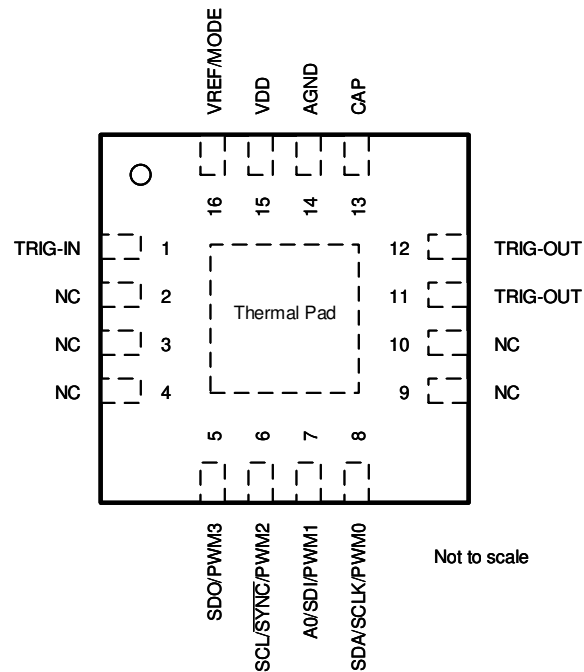 VREF/MODE
VDD
AGND
CAP
16
15
14
13
TRIG-IN
1
12
TRIG-OUT
NC
2
11
TRIG-OUT
NC
3
10
NC
NC
4
9
NC
Thermal Pad
5
6
7
8
SDO/PWM3
SCL/SYNC/PWM2
A0/SDI/PWM1
SDA/SCLK/PWM0
Not to scale